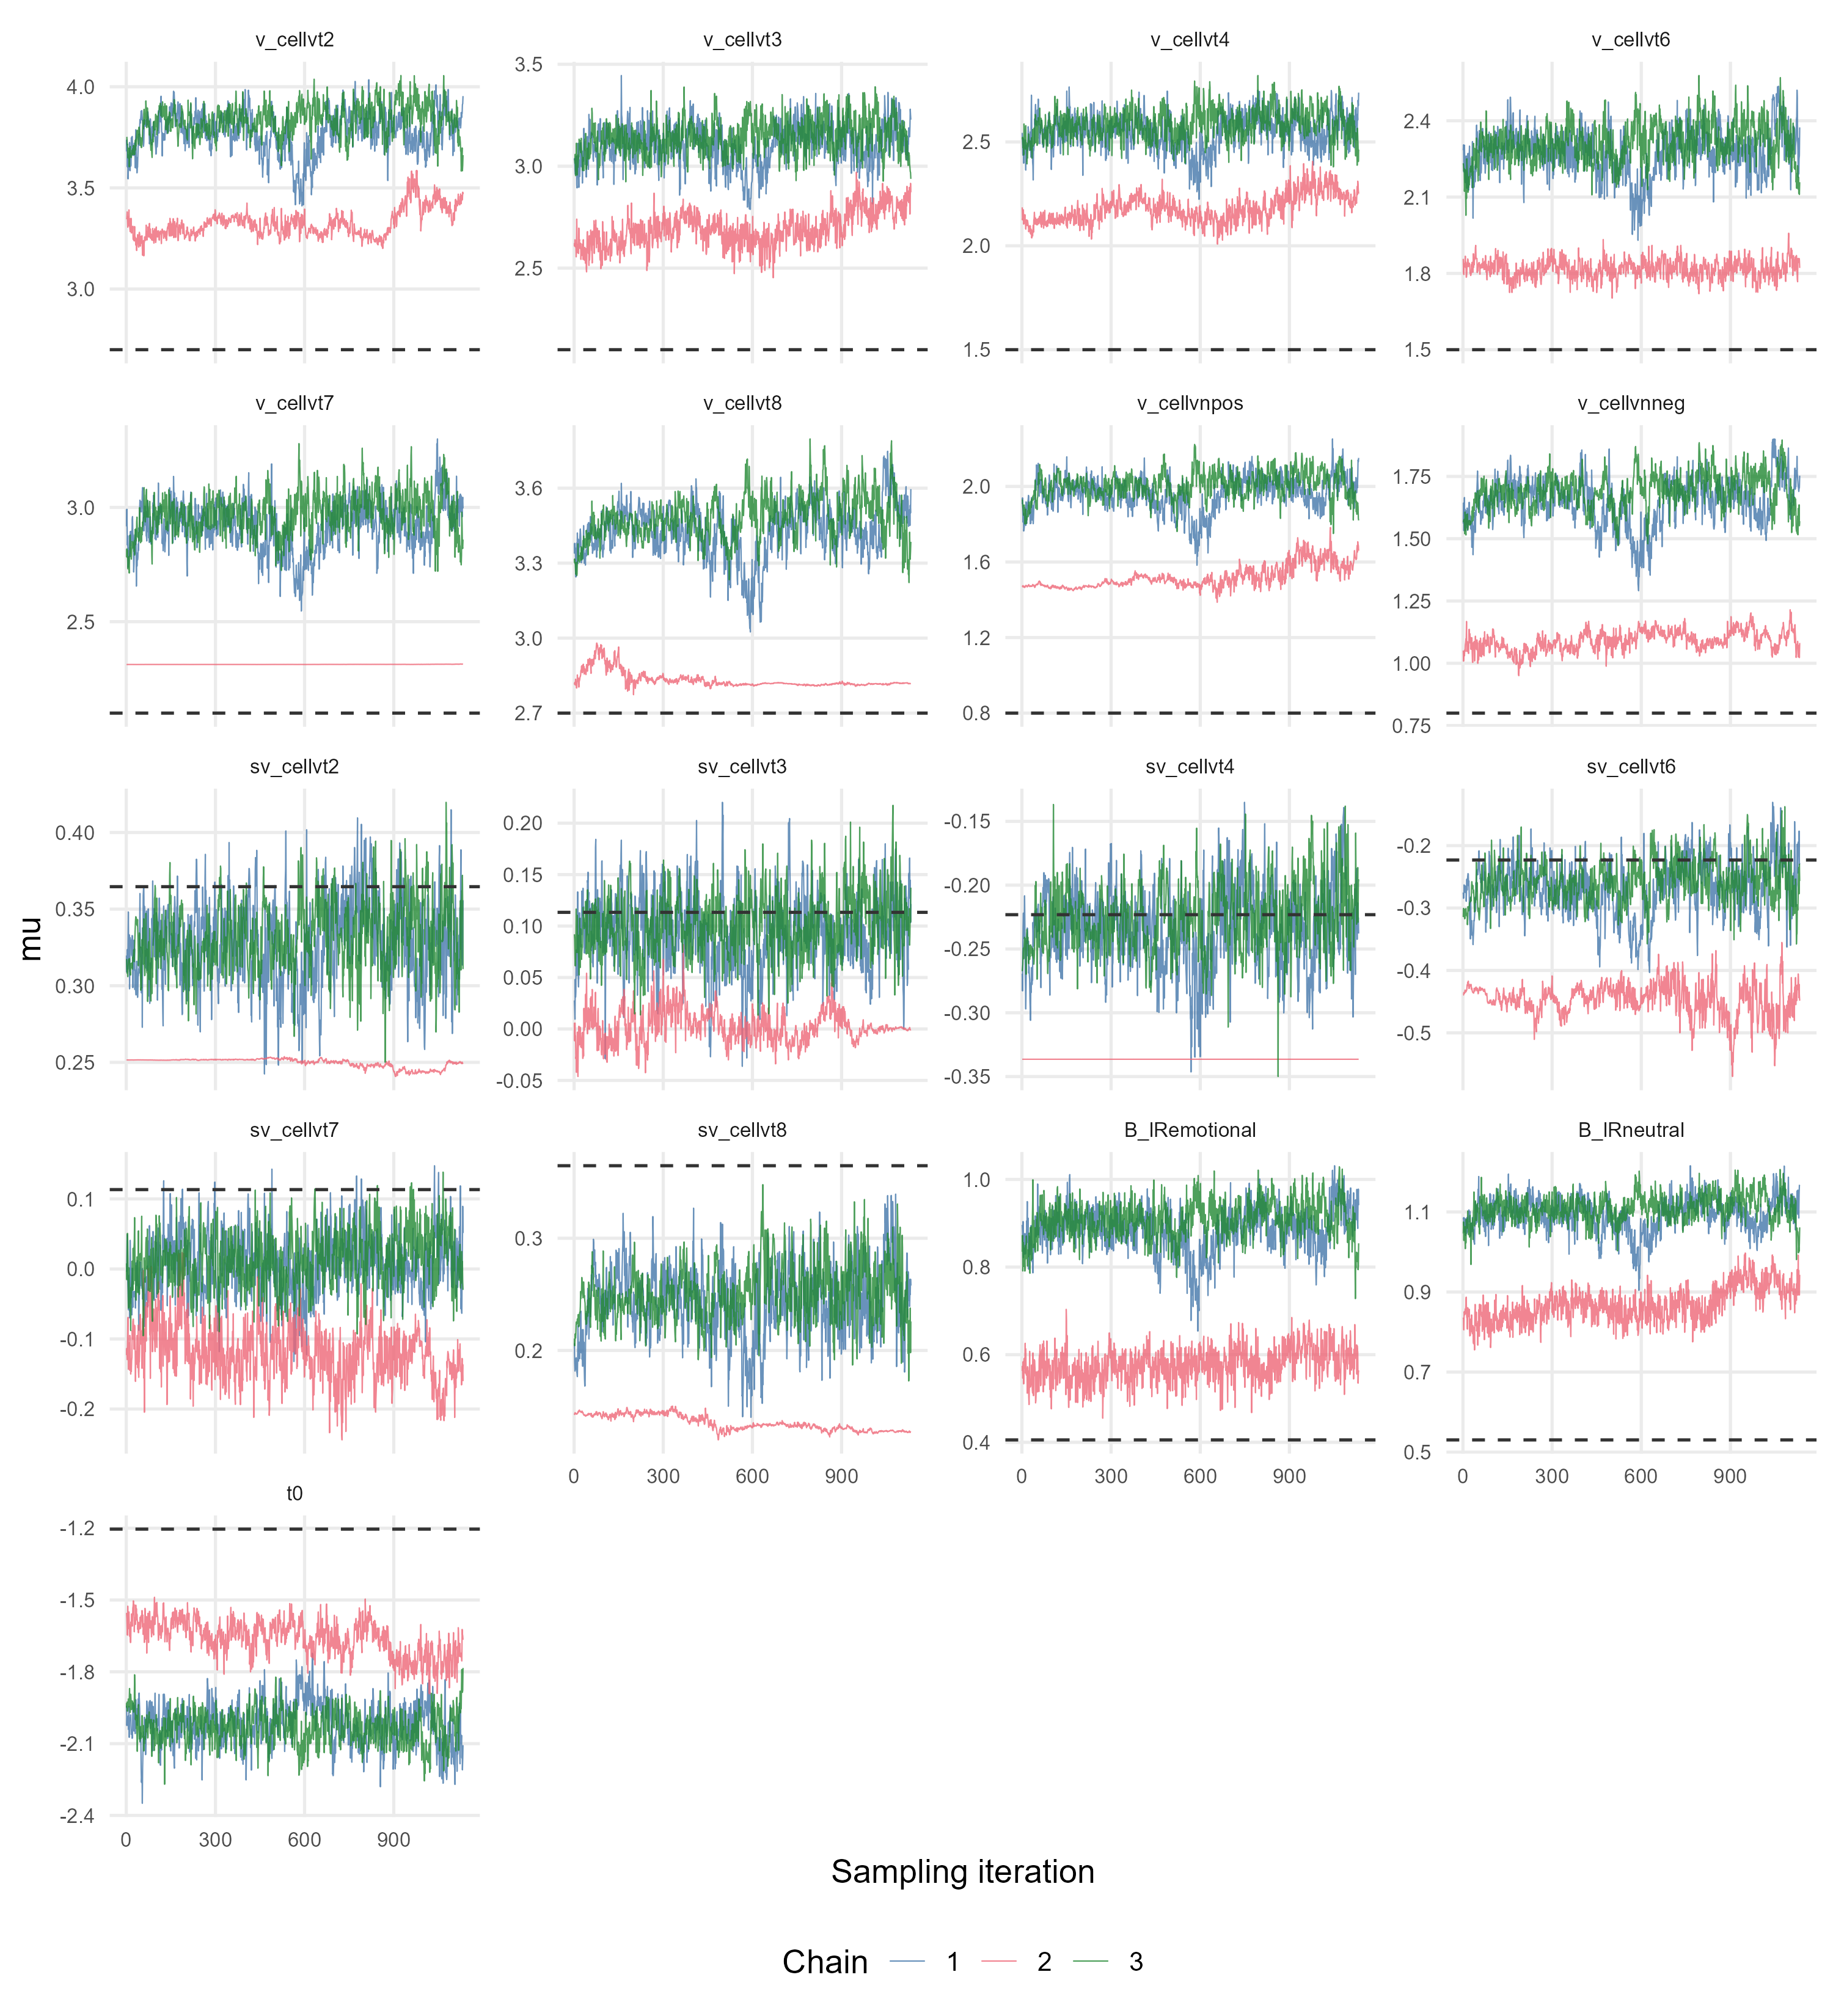 v_cellvt2 v_cellvt3 v_cellvt4 v_cellvt6
4.0 3.5 3.0
3.5 3.0 2.5
2.5 2.0 1.5
2.4 2.1 1.8 1.5
v_cellvt7 v_cellvt8 v_cellvnpos v_cellvnneg
3.0 2.5
3.6 3.3 3.0 2.7
2.0 1.6 1.2 0.8
1.75 1.50 1.25 1.00 0.75
sv_cellvt2 sv_cellvt3 sv_cellvt4 sv_cellvt6
0.40 0.35 0.30 0.25
0.20 0.15 0.10 0.05 0.00 -0.05
-0.15 -0.20 -0.25 -0.30 -0.35
-0.2 -0.3 -0.4 -0.5
mu
sv_cellvt7 sv_cellvt8 B_lRemotional B_lRneutral
0.1 0.0 -0.1 -0.2
0.3 0.2
1.0 0.8 0.6 0.4
1.1 0.9 0.7 0.5
0 300 600 900
0 300 600 900
0 300 600 900
t0
-1.2 -1.5 -1.8 -2.1 -2.4
0 300 600 900
Sampling iteration
Chain 1 2 3